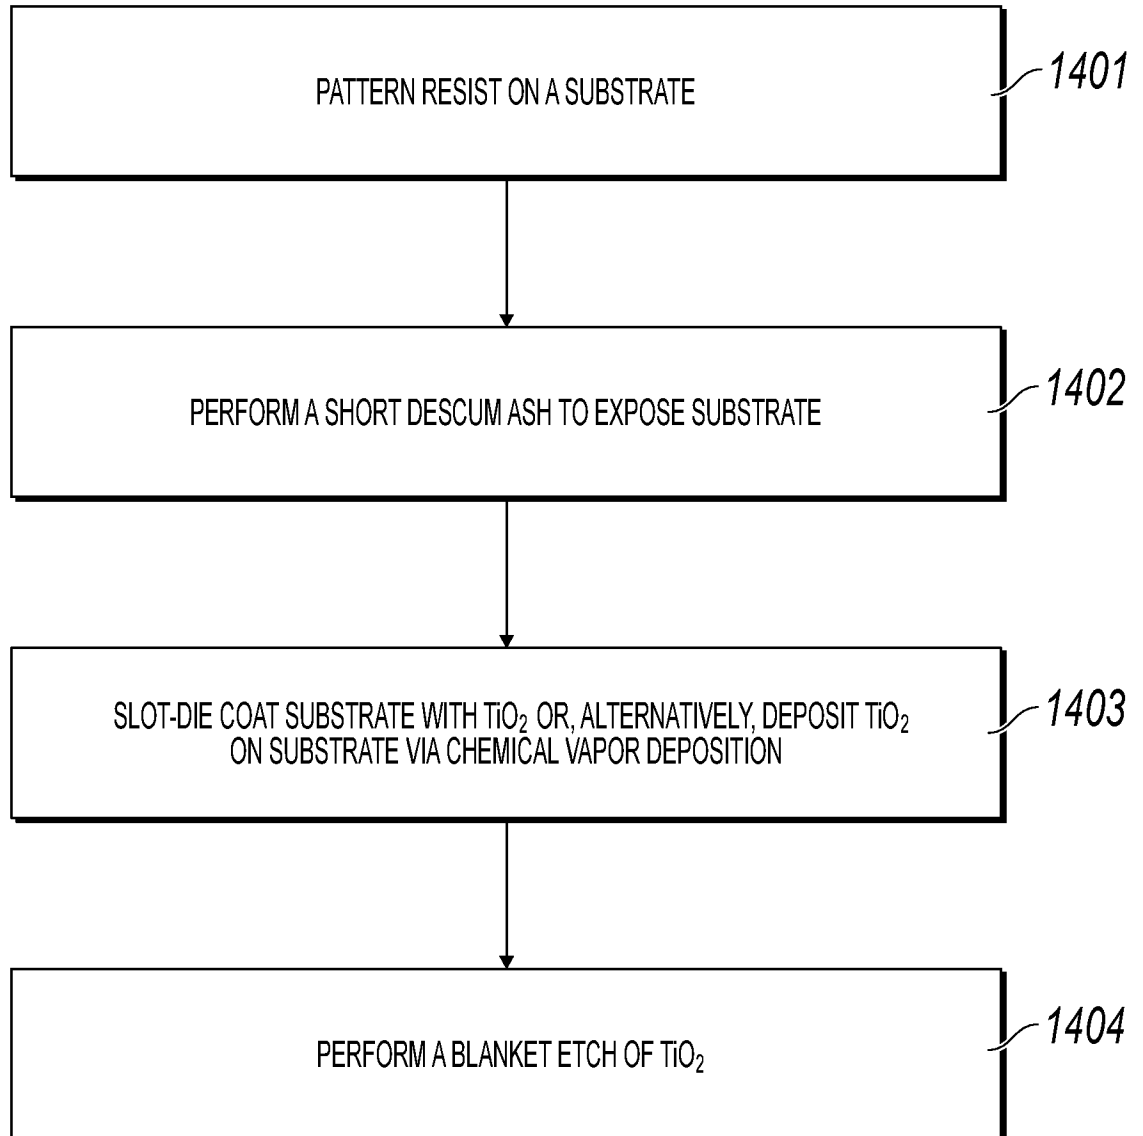 PATTERN RESIST ON A SUBSTRATE
1401
PERFORM A SHORT DESCUM ASH TO EXPOSE SUBSTRATE
1402
SLOT-DIE COAT SUBSTRATE WITH TiO₂ OR, ALTERNATIVELY, DEPOSIT TiO₂
ON SUBSTRATE VIA CHEMICAL VAPOR DEPOSITION
1403
PERFORM A BLANKET ETCH OF TiO₂
1404